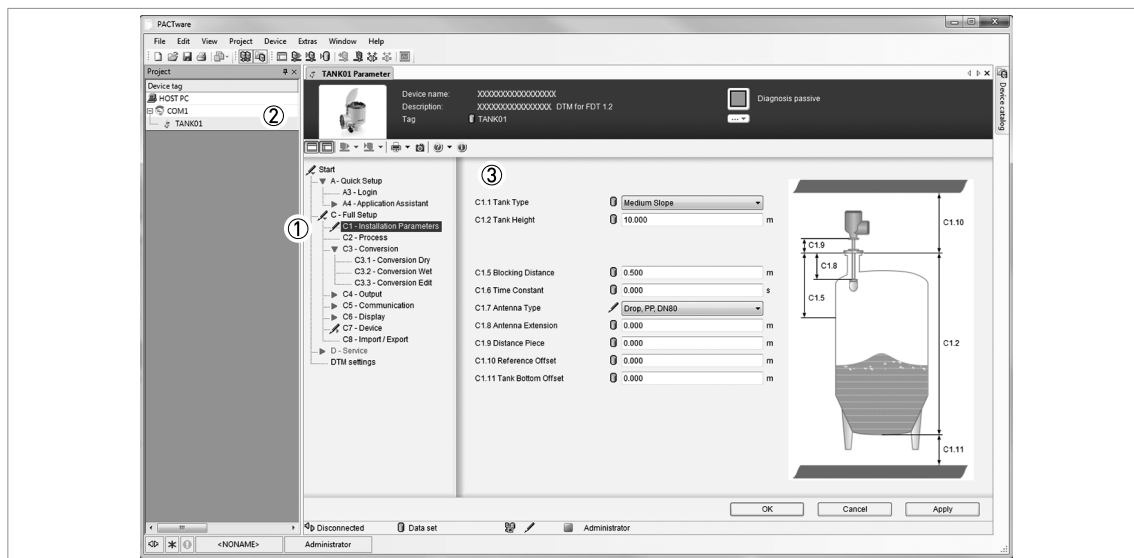 PACTware
File Edit View Project Device Extras Window Help
Project
Device tag
HOST PC
COM1
TANK01
②
TANK01 Parameter
Device name: XXXXXXXXXXXXXXXXX
Description: XXXXXXXXXXXXXXXX DTM for FDT 1.2
Tag TANK01
Diagnosis passive
Device catalog
①
Start
A - Quick Setup
A3 - Login
A4 - Application Assistant
C - Full Setup
C1 - Installation Parameters
C2 - Process
C3 - Conversion
C3.1 - Conversion Dry
C3.2 - Conversion Wet
C3.3 - Conversion Edit
C4 - Output
C5 - Communication
C6 - Display
C7 - Device
C8 - Import / Export
D - Service
DTM settings
③
C1.1 Tank Type Medium Slope
C1.2 Tank Height 10.000 m
C1.5 Blocking Distance 0.500 m
C1.6 Time Constant 0.000 s
C1.7 Antenna Type Drop, PP, DN80
C1.8 Antenna Extension 0.000 m
C1.9 Distance Piece 0.000 m
C1.10 Reference Offset 0.000 m
C1.11 Tank Bottom Offset 0.000 m
C1.10
C1.9
C1.8
C1.5
C1.2
C1.11
OK Cancel Apply
Disconnected Data set Administrator
<NONAME> Administrator